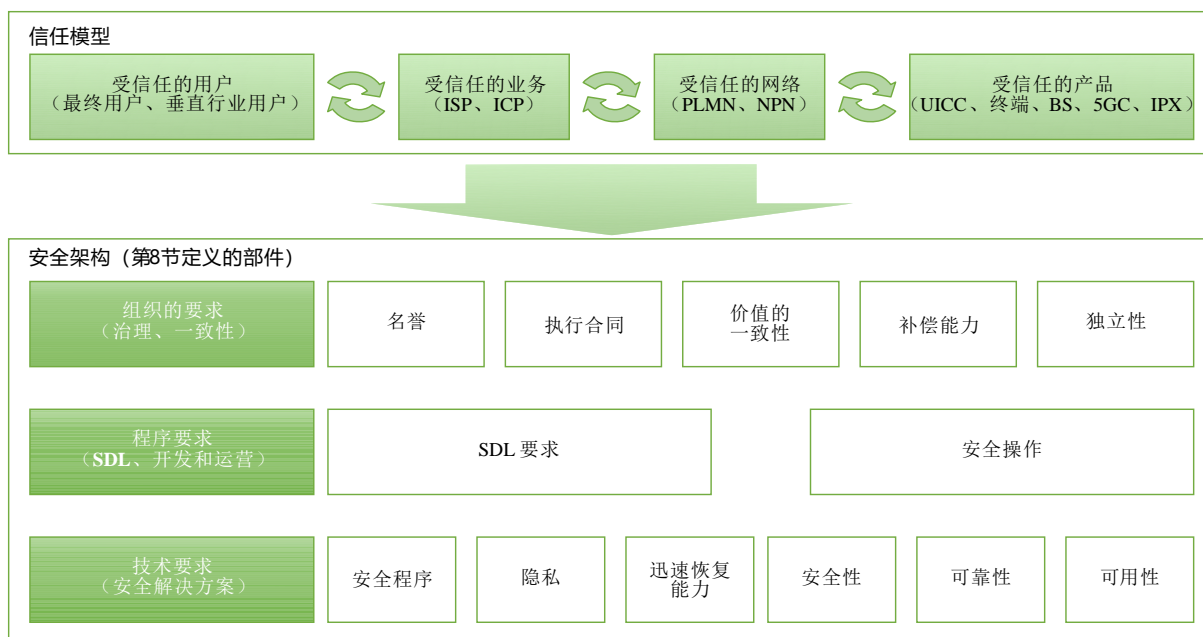 信任模型
受信任的用户
（最终用户、垂直行业用户）
受信任的业务
（ISP、ICP）
受信任的网络
（PLMN、NPN）
受信任的产品
（UICC、终端、BS、5GC、IPX）
安全架构（第8节定义的部件）
组织的要求
（治理、一致性）
名誉
执行合同
价值的
一致性
补偿能力
独立性
程序要求
（SDL、开发和运营）
SDL 要求
安全操作
技术要求
（安全解决方案）
安全程序
隐私
迅速恢复
能力
安全性
可靠性
可用性